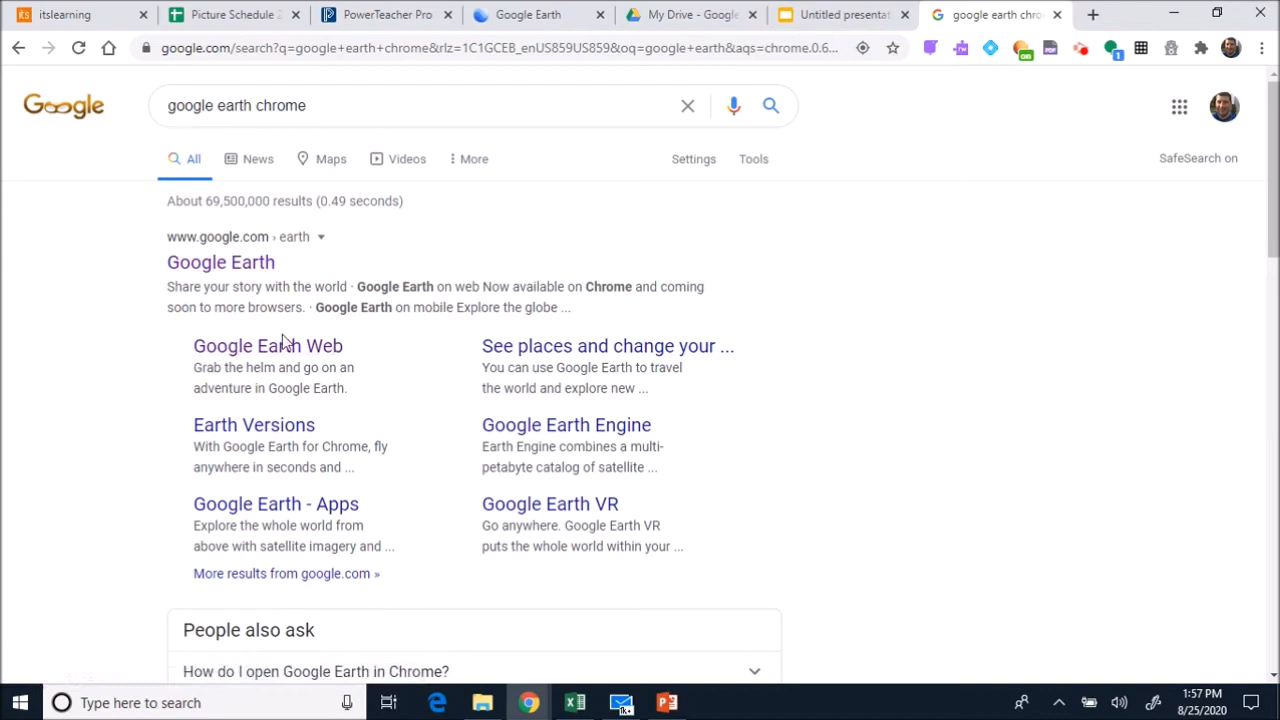 itslearning
Picture Schedule 2
PowerTeacher Pro
Google Earth
My Drive - Google
Untitled presentat
google earth chro
google.com/search?q=google+earth+chrome&rlz=1C1GCEB_enUS859US859&oq=google+earth&aqs=chrome.0.6...
Google
google earth chrome
All
News
Maps
Videos
More
Settings
Tools
SafeSearch on
About 69,500,000 results (0.49 seconds)
www.google.com › earth
Google Earth
Share your story with the world · Google Earth on web Now available on Chrome and coming
soon to more browsers. · Google Earth on mobile Explore the globe ...
Google Earth Web
Grab the helm and go on an
adventure in Google Earth.
See places and change your ...
You can use Google Earth to travel
the world and explore new ...
Earth Versions
With Google Earth for Chrome, fly
anywhere in seconds and ...
Google Earth Engine
Earth Engine combines a multi-
petabyte catalog of satellite ...
Google Earth - Apps
Explore the whole world from
above with satellite imagery and ...
Google Earth VR
Go anywhere. Google Earth VR
puts the whole world within your ...
More results from google.com »
People also ask
How do I open Google Earth in Chrome?
Type here to search
1:57 PM
8/25/2020